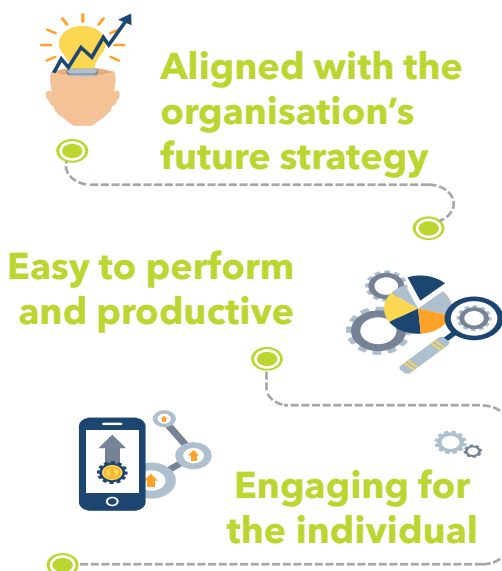 Aligned with the
organisation’s
future strategy
Easy to perform
and productive
$
Engaging for
the individual